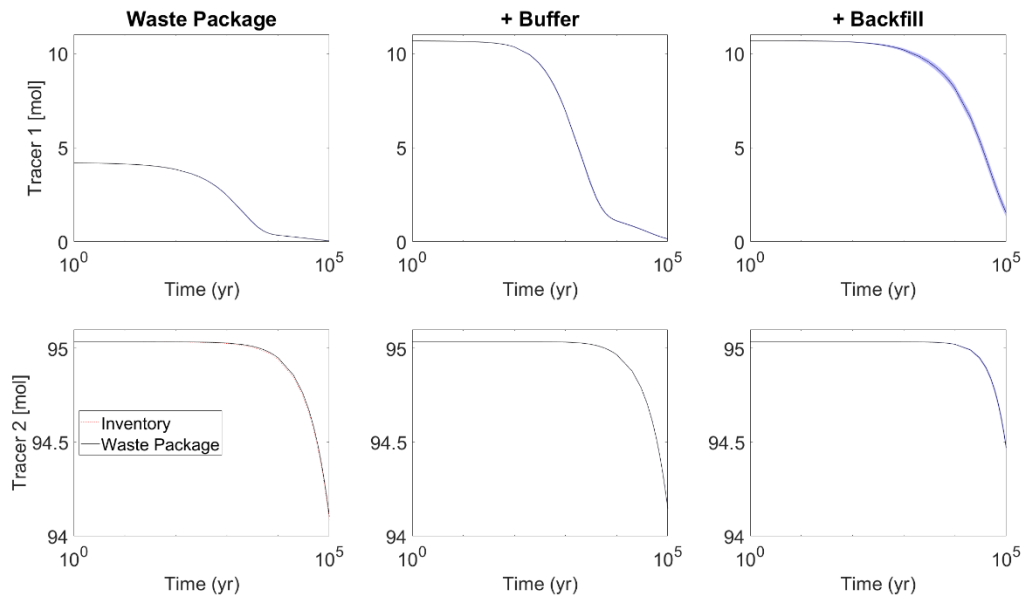 Waste Package
+ Buffer
+ Backfill
Tracer 1 [mol]
10
5
0
10
5
0
10
5
0
10^0
10^5
10^0
10^5
10^0
10^5
Time (yr)
Time (yr)
Time (yr)
Tracer 2 [mol]
95
94.5
94
95
94.5
94
95
94.5
94
Inventory
Waste Package
10^0
10^5
10^0
10^5
10^0
10^5
Time (yr)
Time (yr)
Time (yr)